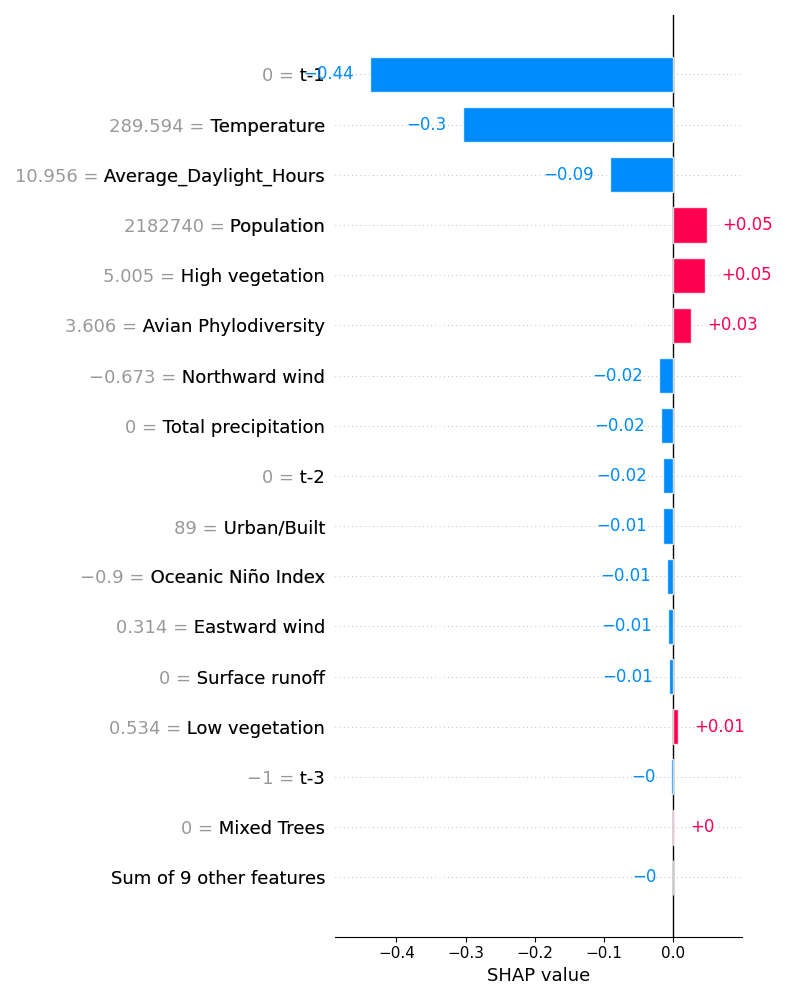 0 = t-1 −0.44
289.594 = Temperature −0.3
10.956 = Average_Daylight_Hours −0.09
2182740 = Population +0.05
5.005 = High vegetation +0.05
3.606 = Avian Phylodiversity +0.03
−0.673 = Northward wind −0.02
0 = Total precipitation −0.02
0 = t-2 −0.02
89 = Urban/Built −0.01
−0.9 = Oceanic Niño Index −0.01
0.314 = Eastward wind −0.01
0 = Surface runoff −0.01
0.534 = Low vegetation +0.01
−1 = t-3 −0
0 = Mixed Trees +0
Sum of 9 other features −0
−0.4 −0.3 −0.2 −0.1 0.0
SHAP value